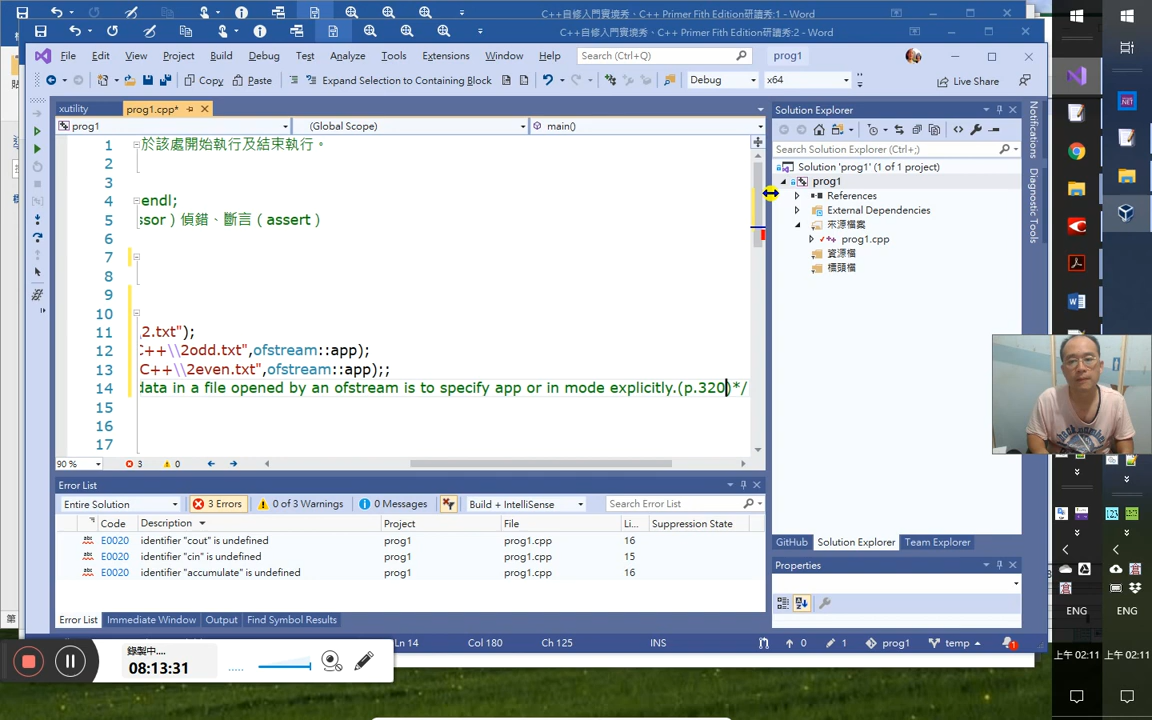 C++自修入門實境秀、C++ Primer Fith Edition研讀秀:1 - Word
C++自修入門實境秀、C++ Primer Fith Edition研讀秀:2 - Word
File Edit View Project Build Debug Test Analyze Tools Extensions Window Help Search (Ctrl+Q) prog1
Copy Paste Expand Selection to Containing Block Debug x64 Live Share
xutility prog1.cpp*
prog1 (Global Scope) main()
1 於該處開始執行及結束執行。
2
3
4 endl;
5 ssor）偵錯、斷言（assert）
6
7
8
9
10
11 2.txt");
12 C++\\2odd.txt",ofstream::app);
13 C++\\2even.txt",ofstream::app);;
14 data in a file opened by an ofstream is to specify app or in mode explicitly.(p.320)*/
15
16
17
90 % 3 0
Solution Explorer
Search Solution Explorer (Ctrl+;)
Solution 'prog1' (1 of 1 project)
prog1
References
External Dependencies
來源檔案
prog1.cpp
資源檔
標頭檔
GitHub Solution Explorer Team Explorer
Properties
Notifications
Diagnostic Tools
Error List
Entire Solution 3 Errors 0 of 3 Warnings 0 Messages Build + IntelliSense Search Error List
Code Description Project File Li... Suppression State
E0020 identifier "cout" is undefined prog1 prog1.cpp 16
E0020 identifier "cin" is undefined prog1 prog1.cpp 15
E0020 identifier "accumulate" is undefined prog1 prog1.cpp 16
Error List Immediate Window Output Find Symbol Results
Ln 14 Col 180 Ch 125 INS 0 1 prog1 temp 1
錄製中...
08:13:31
ENG ENG
上午 02:11 上午 02:11